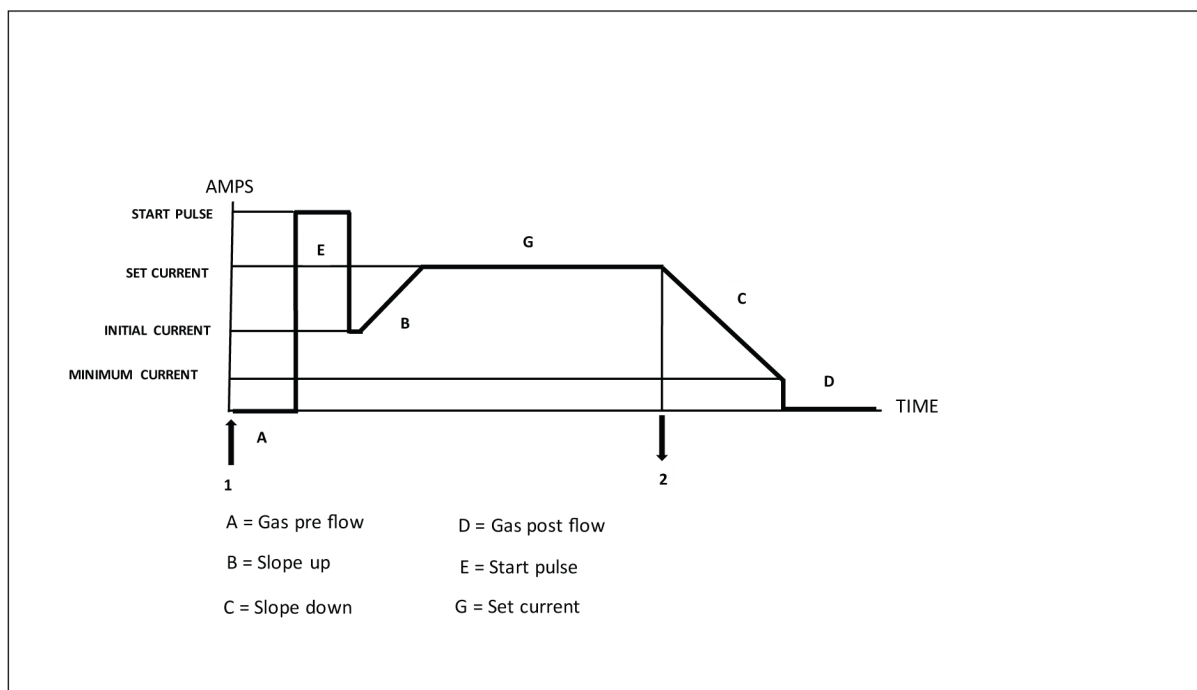 AMPS
START PULSE
E
G
SET CURRENT
C
INITIAL CURRENT
B
MINIMUM CURRENT
D
TIME
A
1
2
A = Gas pre flow
D = Gas post flow
B = Slope up
E = Start pulse
C = Slope down
G = Set current